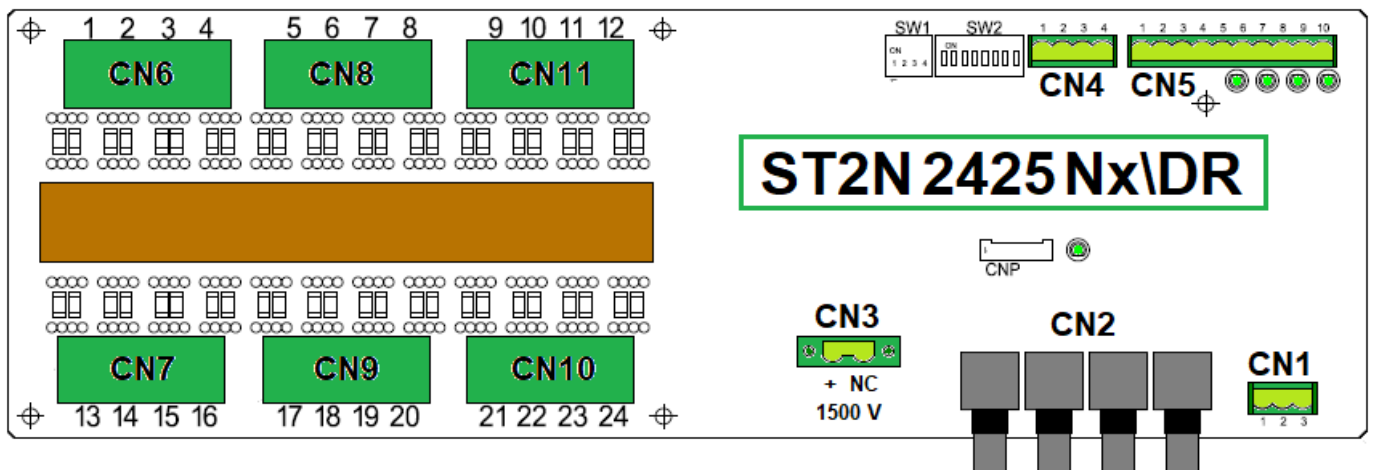 1 2 3 4 5 6 7 8 9 10 11 12
CN6 CN8 CN11
SW1 SW2
ON
1 2 3 4
ON
1 2 3 4
1 2 3 4 5 6 7 8 9 10
CN4 CN5
ST2N 2425 Nx\DR
CNP
CN3
+ NC
1500 V
CN2
CN1
1 2 3
CN7 CN9 CN10
13 14 15 16 17 18 19 20 21 22 23 24